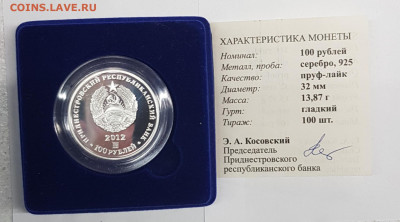 COINS.ЛАVE.RU
ПРИДНЕСТРОВСКИЙ РЕСПУБЛИКАНСКИЙ БАНК
2012
100 РУБЛЕЙ
ХАРАКТЕРИСТИКА МОНЕТЫ
Номинал: 100 рублей
Металл, проба: серебро, 925
Качество: пруф-лайк
Диаметр: 32 мм
Масса: 13,87 г
Гурт: гладкий
Тираж: 100 шт.
Э. А. Косовский
Председатель
Приднестровского
республиканского банка